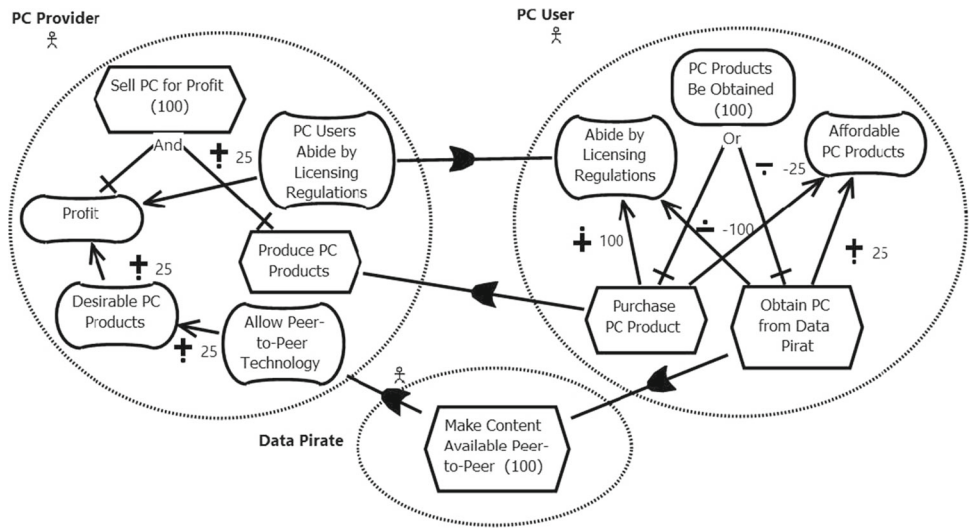 PC Provider
PC User
Sell PC for Profit
(100)
And
25
PC Users
Abide by
Licensing
Regulations
Profit
25
Produce PC
Products
Desirable PC
Products
25
Allow Peer-
to-Peer
Technology
PC Products
Be Obtained
(100)
Or
Abide by
Licensing
Regulations
Affordable
PC Products
-25
100
-100
25
Purchase
PC Product
Obtain PC
from Data
Pirat
Data Pirate
Make Content
Available Peer-
to-Peer (100)